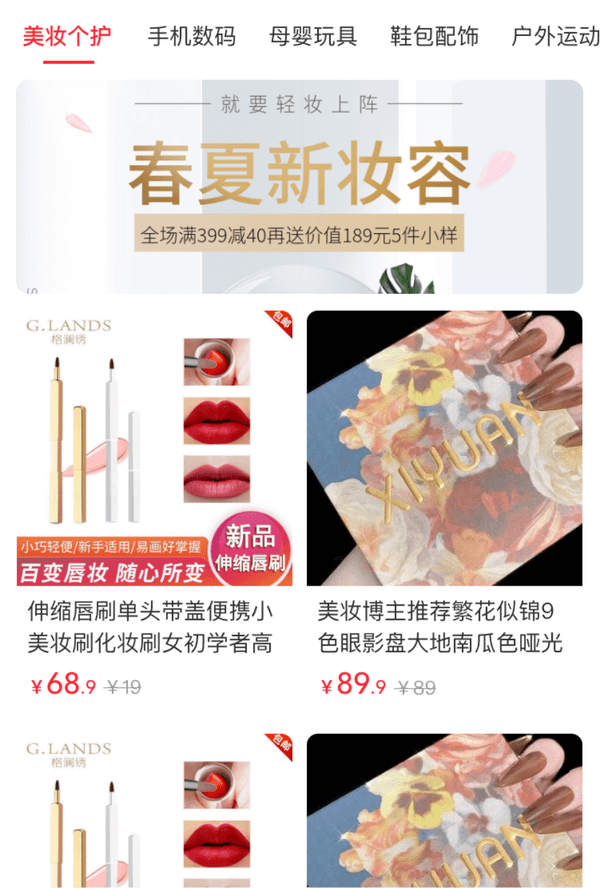 美妆个护 手机数码 母婴玩具 鞋包配饰 户外运动
就要轻妆上阵
春夏新妆容
全场满399减40再送价值189元5件小样
G.LANDS
格澜绣
包邮
新品
伸缩唇刷
小巧轻便/新手适用/易画好掌握
百变唇妆 随心所变
XIYUAN
伸缩唇刷单头带盖便携小
美妆刷化妆刷女初学者高
¥68.9 ¥19
美妆博主推荐繁花似锦9
色眼影盘大地南瓜色哑光
¥89.9 ¥89
G.LANDS
格澜绣
包邮
XIYUAN